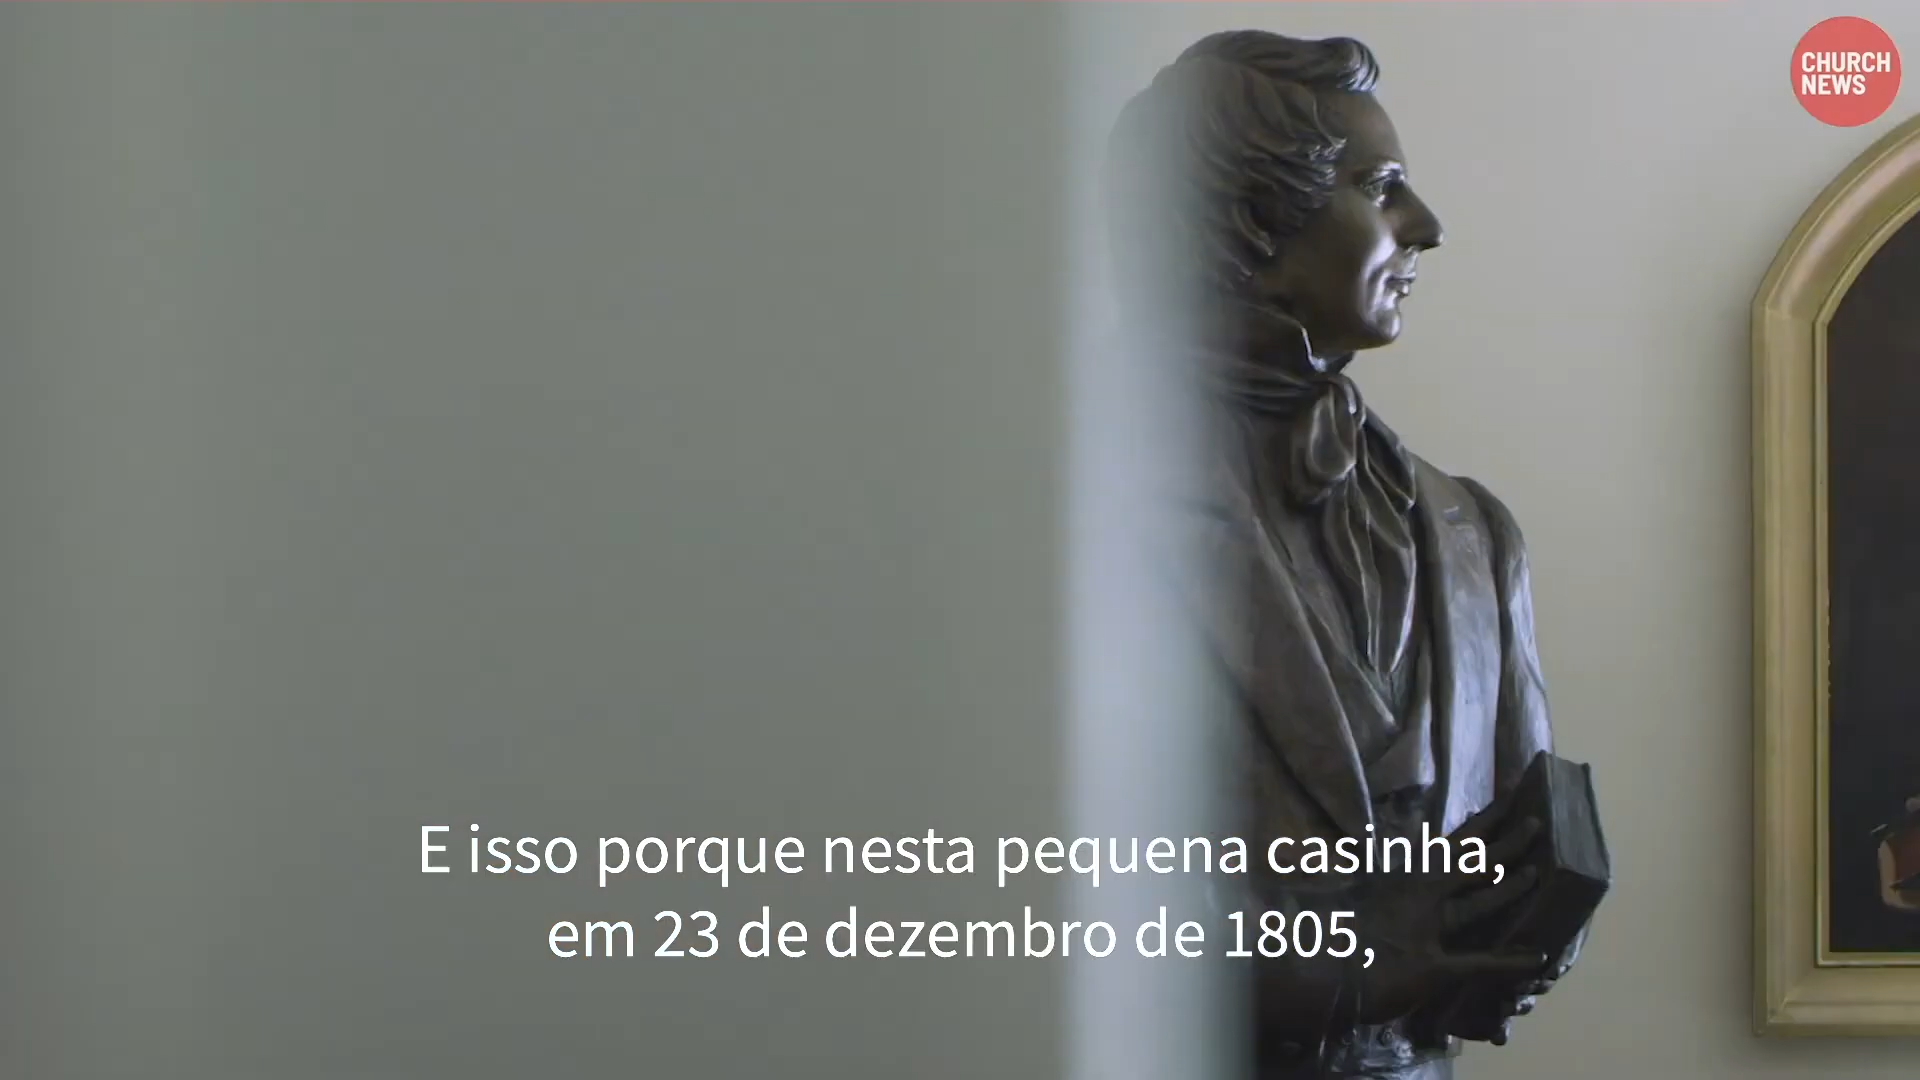 CHURCH
NEWS
E isso porque nesta pequena casinha,
em 23 de dezembro de 1805,